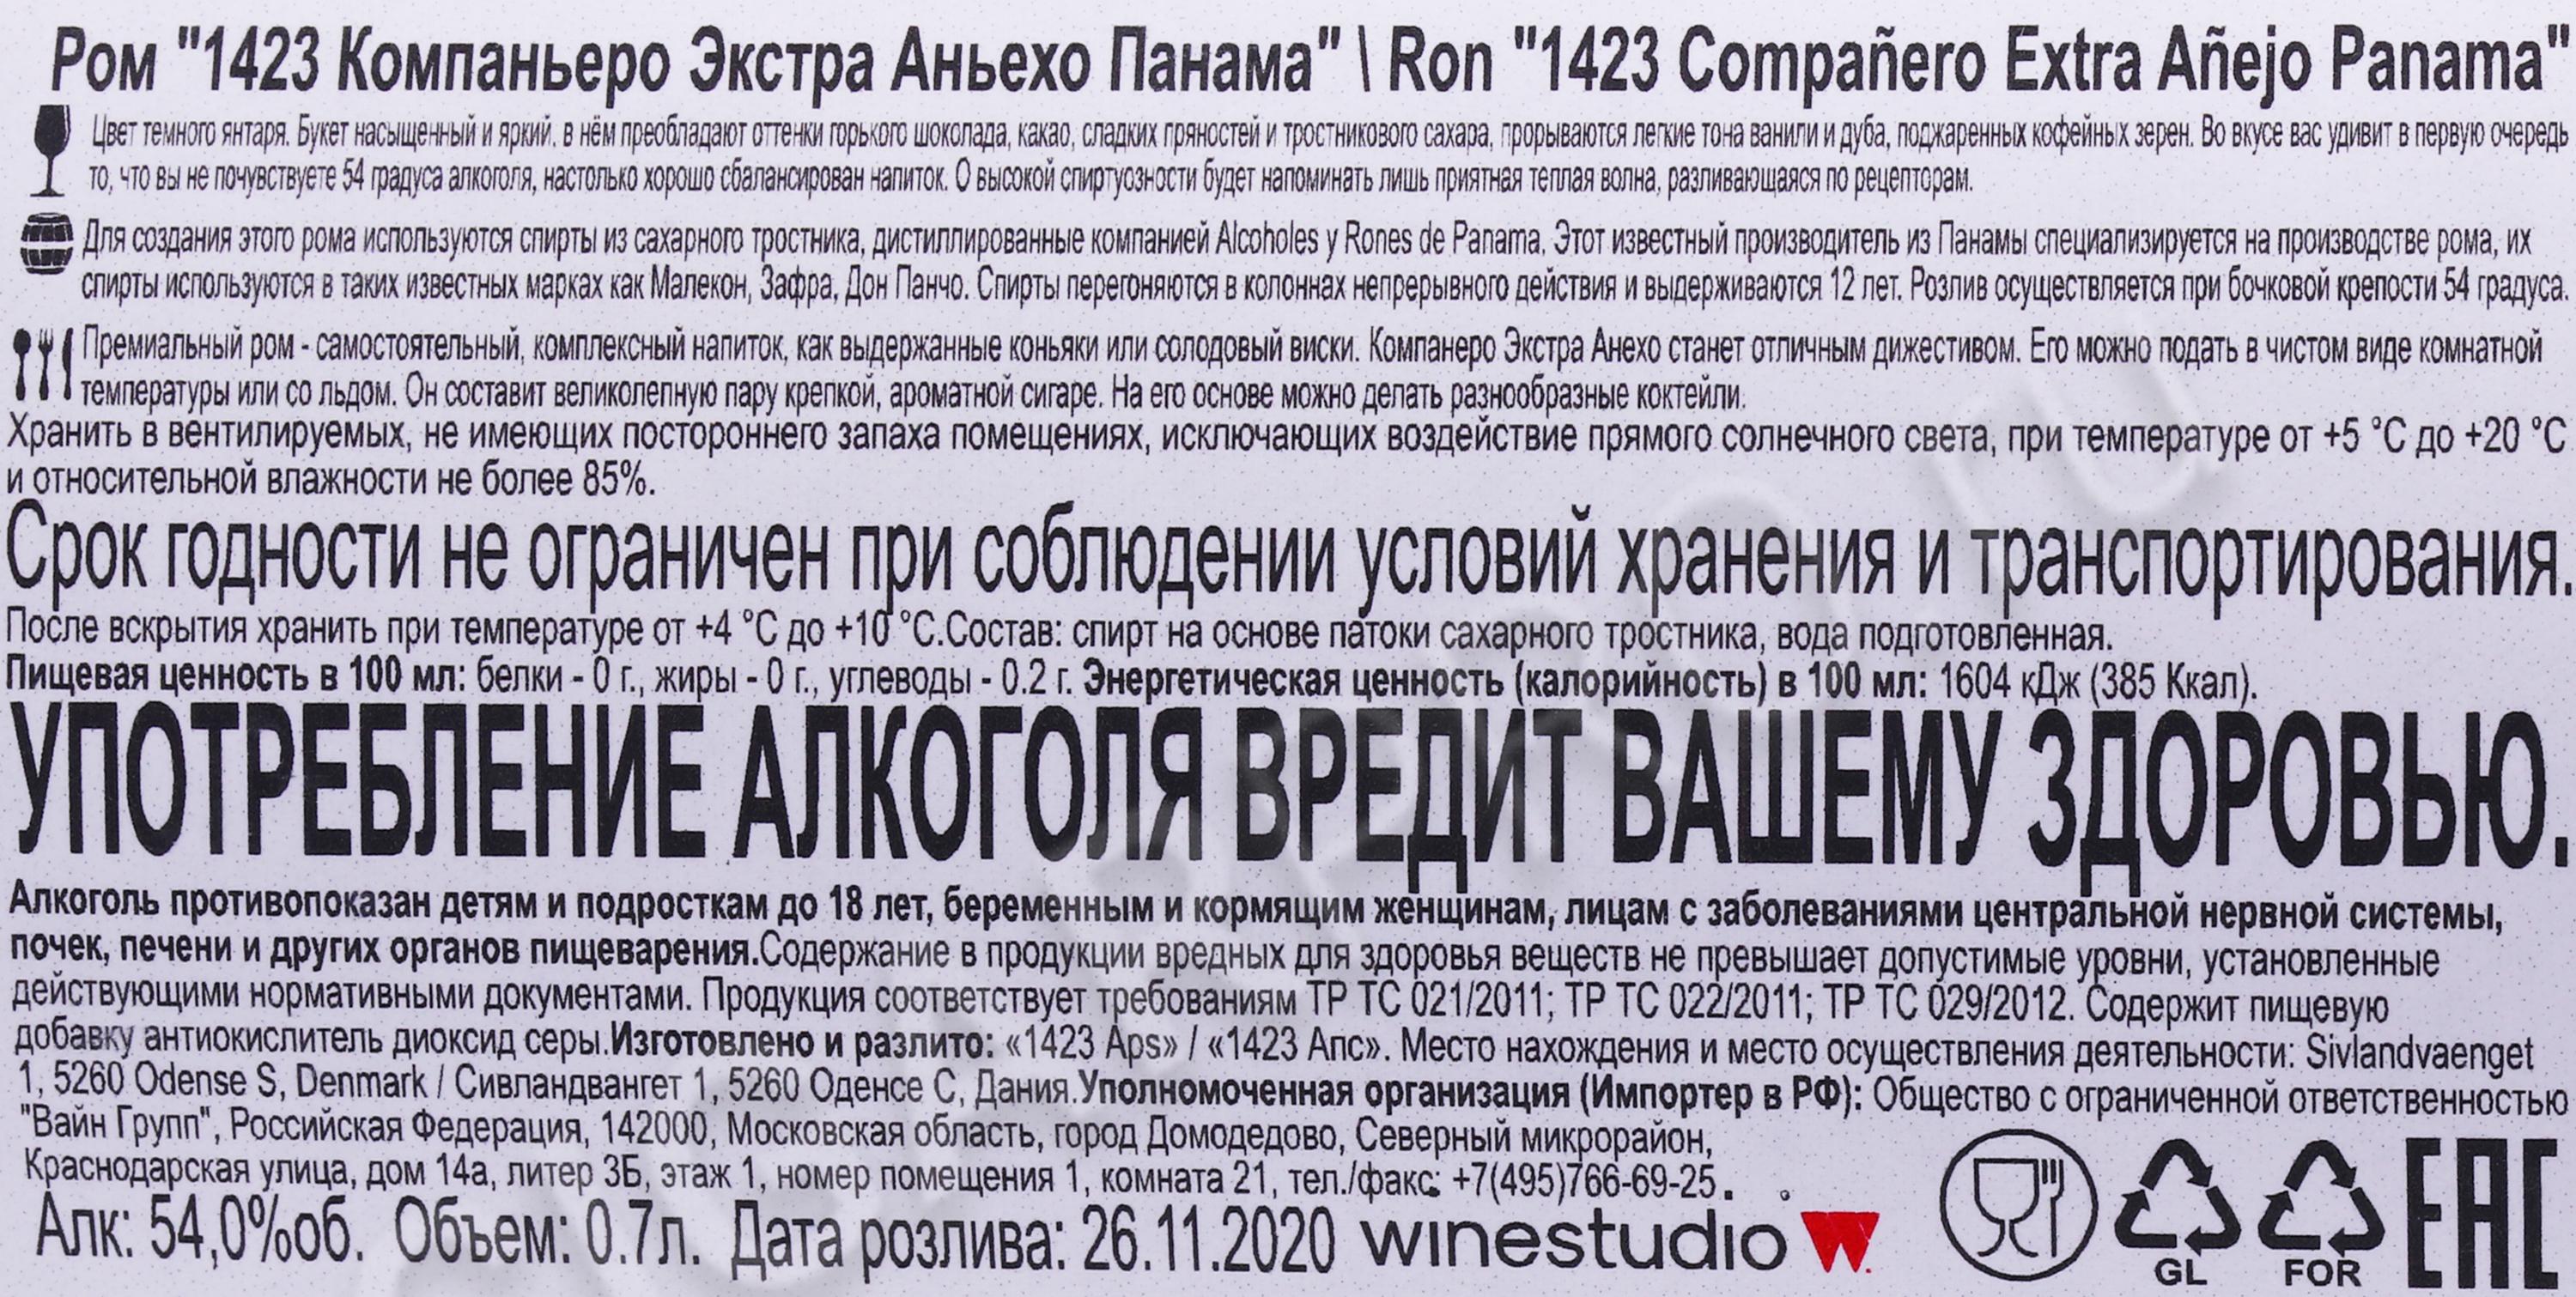 Ром "1423 Компаньеро Экстра Аньехо Панама" \ Ron "1423 Compañero Extra Añejo Panama"
Цвет темного янтаря. Букет насыщенный и яркий, в нём преобладают оттенки горького шоколада, какао, сладких пряностей и тростникового сахара, прорываются легкие тона ванили и дуба, поджаренных кофейных зерен. Во вкусе вас удивит в первую очередь
то, что вы не почувствуете 54 градуса алкоголя, настолько хорошо сбалансирован напиток. О высокой спиртуозности будет напоминать лишь приятная теплая волна, разливающаяся по рецепторам.
Для создания этого рома используются спирты из сахарного тростника, дистиллированные компанией Alcoholes y Rones de Panama. Этот известный производитель из Панамы специализируется на производстве рома, их
спирты используются в таких известных марках как Малекон, Зафра, Дон Панчо. Спирты перегоняются в колоннах непрерывного действия и выдерживаются 12 лет. Розлив осуществляется при бочковой крепости 54 градуса.
Премиальный ром - самостоятельный, комплексный напиток, как выдержанные коньяки или солодовый виски. Компанеро Экстра Анехо станет отличным дижестивом. Его можно подать в чистом виде комнатной
температуры или со льдом. Он составит великолепную пару крепкой, ароматной сигаре. На его основе можно делать разнообразные коктейли.
Хранить в вентилируемых, не имеющих постороннего запаха помещениях, исключающих воздействие прямого солнечного света, при температуре от +5 °C до +20 °C
и относительной влажности не более 85%.
Срок годности не ограничен при соблюдении условий хранения и транспортирования.
После вскрытия хранить при температуре от +4 °C до +10 °C.Состав: спирт на основе патоки сахарного тростника, вода подготовленная.
Пищевая ценность в 100 мл: белки - 0 г., жиры - 0 г., углеводы - 0.2 г. Энергетическая ценность (калорийность) в 100 мл: 1604 кДж (385 Ккал).
УПОТРЕБЛЕНИЕ АЛКОГОЛЯ ВРЕДИТ ВАШЕМУ ЗДОРОВЬЮ.
Алкоголь противопоказан детям и подросткам до 18 лет, беременным и кормящим женщинам, лицам с заболеваниями центральной нервной системы,
почек, печени и других органов пищеварения.Содержание в продукции вредных для здоровья веществ не превышает допустимые уровни, установленные
действующими нормативными документами. Продукция соответствует требованиям ТР ТС 021/2011; ТР ТС 022/2011; ТР ТС 029/2012. Содержит пищевую
добавку антиокислитель диоксид серы.Изготовлено и разлито: «1423 Aps» / «1423 Апс». Место нахождения и место осуществления деятельности: Sivlandvaenget
1, 5260 Odense S, Denmark / Сивландвангет 1, 5260 Оденсе С, Дания.Уполномоченная организация (Импортер в РФ): Общество с ограниченной ответственностью
"Вайн Групп", Российская Федерация, 142000, Московская область, город Домодедово, Северный микрорайон,
Краснодарская улица, дом 14а, литер 3Б, этаж 1, номер помещения 1, комната 21, тел./факс: +7(495)766-69-25.
Алк: 54,0%об. Объем: 0.7л. Дата розлива: 26.11.2020 winestudio W.
GL FOR EAC